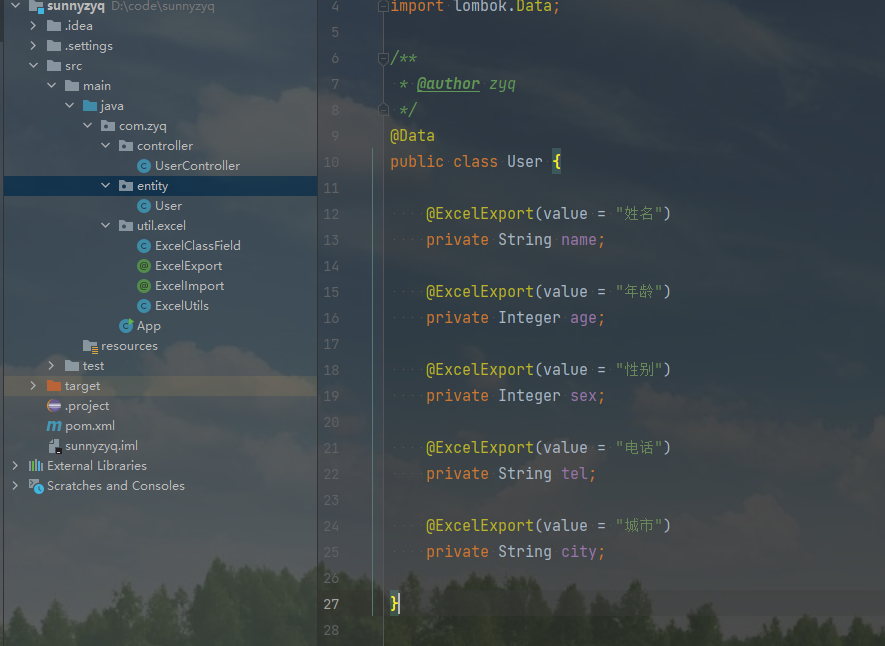 sunnyzyq D:\code\sunnyzyq
.idea
.settings
src
main
java
com.zyq
controller
UserController
entity
User
util.excel
ExcelClassField
ExcelExport
ExcelImport
ExcelUtils
App
resources
test
target
.project
pom.xml
sunnyzyq.iml
External Libraries
Scratches and Consoles
4 import lombok.Data;
5
6 /**
7 * @author zyq
8 */
9 @Data
10 public class User {
11
12 @ExcelExport(value = "姓名")
13 private String name;
14
15 @ExcelExport(value = "年龄")
16 private Integer age;
17
18 @ExcelExport(value = "性别")
19 private Integer sex;
20
21 @ExcelExport(value = "电话")
22 private String tel;
23
24 @ExcelExport(value = "城市")
25 private String city;
26
27 }
28